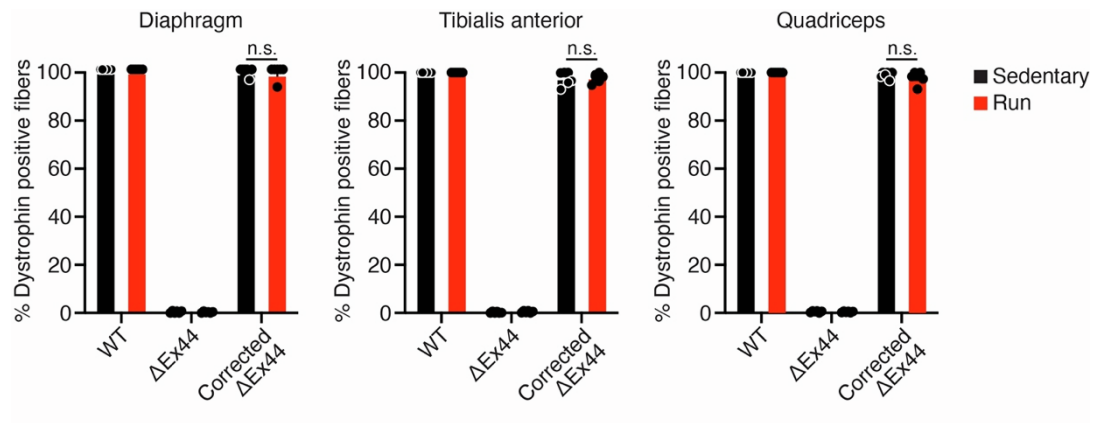 Diaphragm
% Dystrophin positive fibers
100
80
60
40
20
0
n.s.
WT
ΔEx44
Corrected
ΔEx44
Tibialis anterior
% Dystrophin positive fibers
100
80
60
40
20
0
n.s.
WT
ΔEx44
Corrected
ΔEx44
Quadriceps
% Dystrophin positive fibers
100
80
60
40
20
0
n.s.
WT
ΔEx44
Corrected
ΔEx44
Sedentary
Run